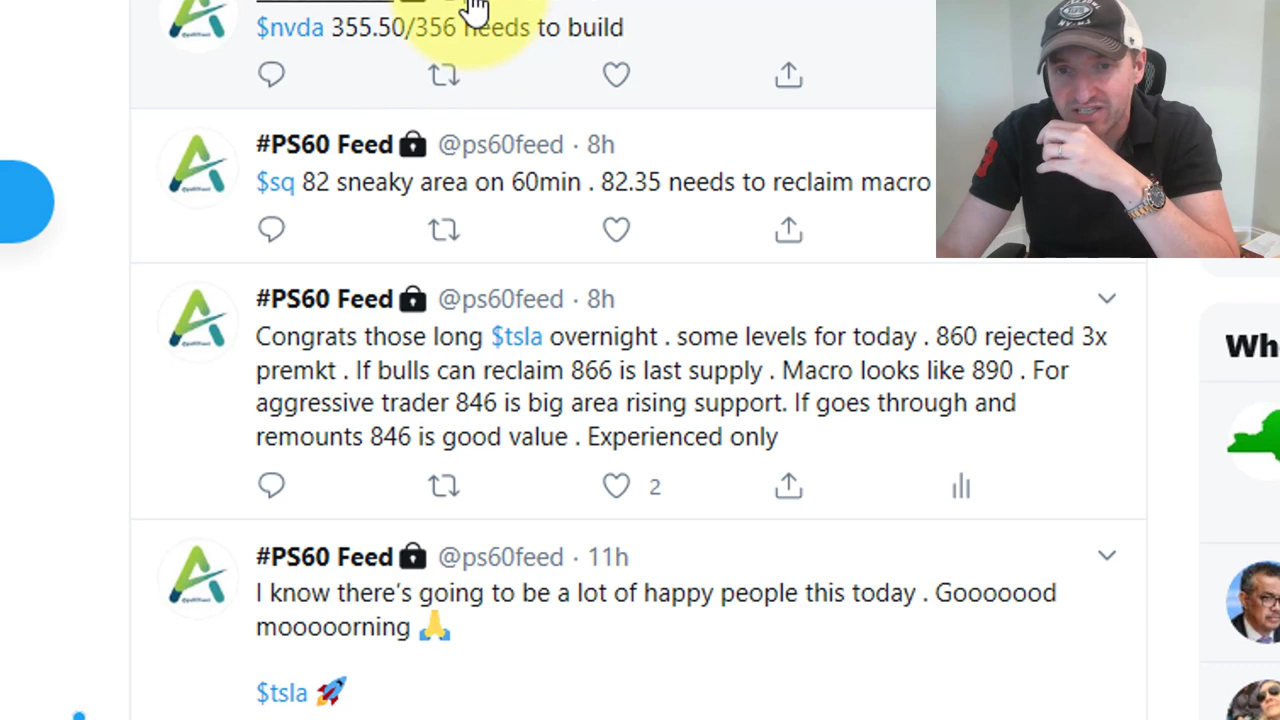 $nvda 355.50/356 needs to build
#PS60 Feed @ps60feed · 8h
$sq 82 sneaky area on 60min . 82.35 needs to reclaim macro
#PS60 Feed @ps60feed · 8h
Congrats those long $tsla overnight . some levels for today . 860 rejected 3x
premkt . If bulls can reclaim 866 is last supply . Macro looks like 890 . For
aggressive trader 846 is big area rising support. If goes through and
remounts 846 is good value . Experienced only
2
Wh
#PS60 Feed @ps60feed · 11h
I know there's going to be a lot of happy people this today . Gooooood
mooooorning 🙏
$tsla 🚀